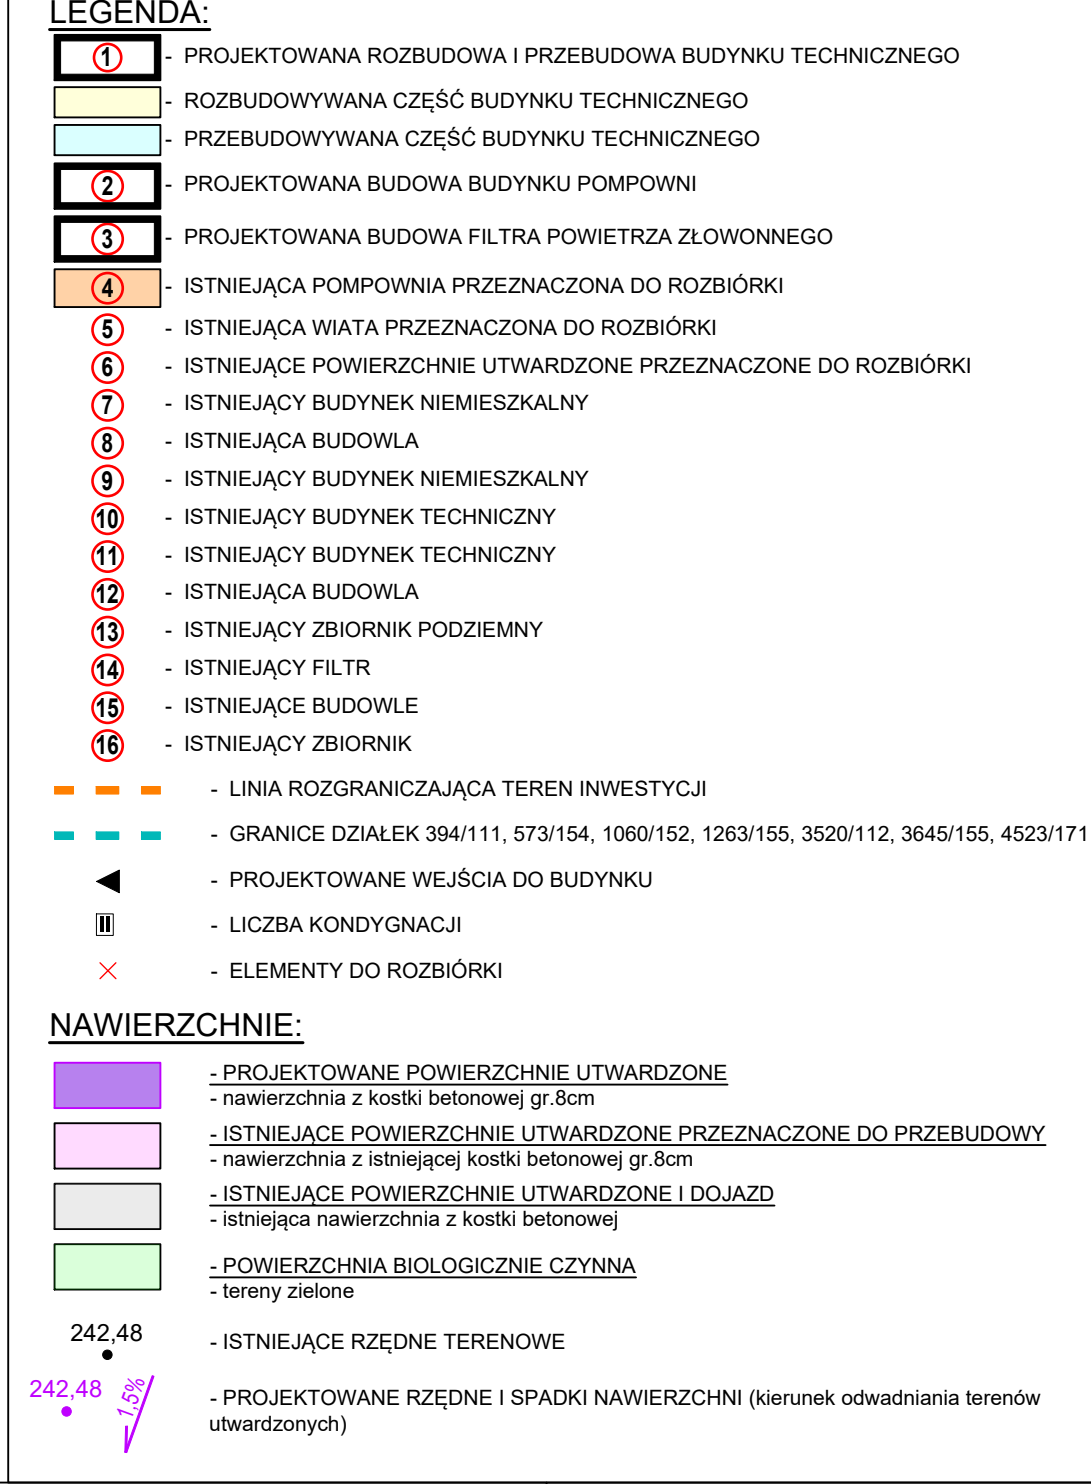 LEGENDA:
1 - PROJEKTOWANA ROZBUDOWA I PRZEBUDOWA BUDYNKU TECHNICZNEGO
- ROZBUDOWYWANA CZĘŚĆ BUDYNKU TECHNICZNEGO
- PRZEBUDOWYWANA CZĘŚĆ BUDYNKU TECHNICZNEGO
2 - PROJEKTOWANA BUDOWA BUDYNKU POMPOWNI
3 - PROJEKTOWANA BUDOWA FILTRA POWIETRZA ZŁOWONNEGO
4 - ISTNIEJĄCA POMPOWNIA PRZEZNACZONA DO ROZBIÓRKI
5 - ISTNIEJĄCA WIATA PRZEZNACZONA DO ROZBIÓRKI
6 - ISTNIEJĄCE POWIERZCHNIE UTWARDZONE PRZEZNACZONE DO ROZBIÓRKI
7 - ISTNIEJĄCY BUDYNEK NIEMIESZKALNY
8 - ISTNIEJĄCA BUDOWLA
9 - ISTNIEJĄCY BUDYNEK NIEMIESZKALNY
10 - ISTNIEJĄCY BUDYNEK TECHNICZNY
11 - ISTNIEJĄCY BUDYNEK TECHNICZNY
12 - ISTNIEJĄCA BUDOWLA
13 - ISTNIEJĄCY ZBIORNIK PODZIEMNY
14 - ISTNIEJĄCY FILTR
15 - ISTNIEJĄCE BUDOWLE
16 - ISTNIEJĄCY ZBIORNIK
- LINIA ROZGRANICZAJĄCA TEREN INWESTYCJI
- GRANICE DZIAŁEK 394/111, 573/154, 1060/152, 1263/155, 3520/112, 3645/155, 4523/171
- PROJEKTOWANE WEJŚCIA DO BUDYNKU
II - LICZBA KONDYGNACJI
- ELEMENTY DO ROZBIÓRKI
NAWIERZCHNIE:
- PROJEKTOWANE POWIERZCHNIE UTWARDZONE
- nawierzchnia z kostki betonowej gr.8cm
- ISTNIEJĄCE POWIERZCHNIE UTWARDZONE PRZEZNACZONE DO PRZEBUDOWY
- nawierzchnia z istniejącej kostki betonowej gr.8cm
- ISTNIEJĄCE POWIERZCHNIE UTWARDZONE I DOJAZD
- istniejąca nawierzchnia z kostki betonowej
- POWIERZCHNIA BIOLOGICZNIE CZYNNA
- tereny zielone
242,48 - ISTNIEJĄCE RZĘDNE TERENOWE
242,48 1,5% - PROJEKTOWANE RZĘDNE I SPADKI NAWIERZCHNI (kierunek odwadniania terenów
utwardzonych)